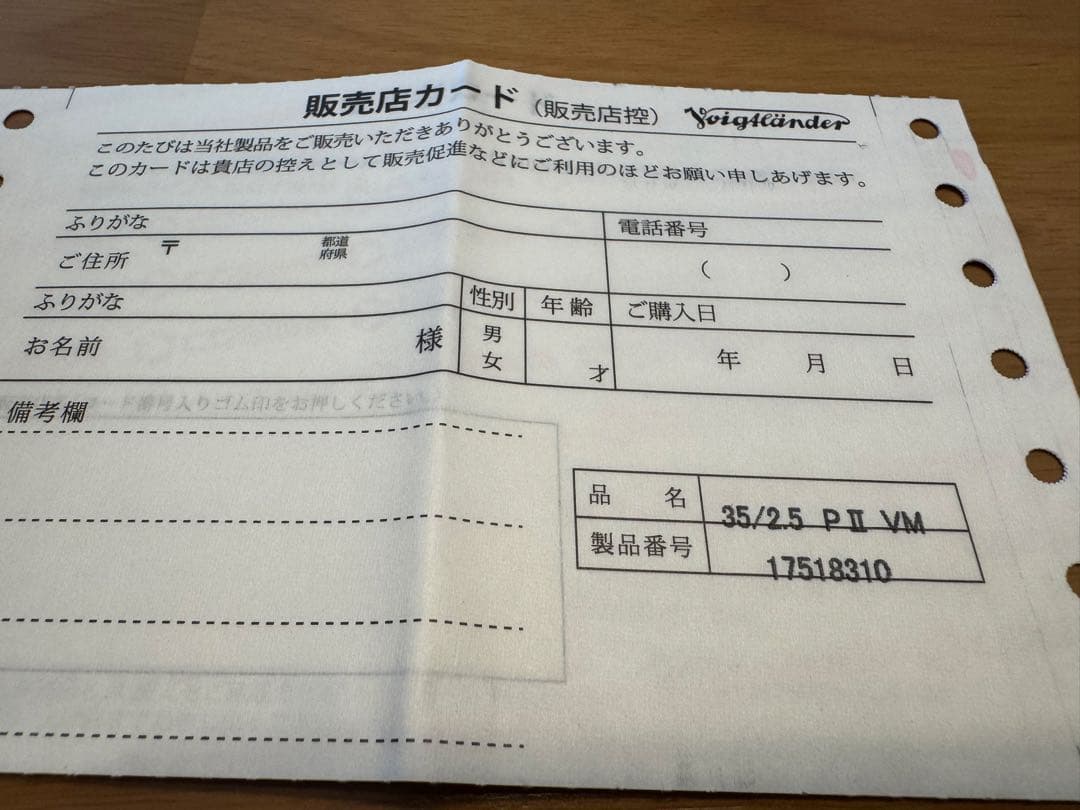 販売店カード（販売店控） Voigtländer
このたびは当社製品をご販売いただきありがとうございます。
このカードは貴店の控えとして販売促進などにご利用のほどお願い申しあげます。
ふりがな 電話番号
ご住所 〒 都道府県 （ ）
ふりがな 性別 年齢 ご購入日
お名前 様 男 女 才 年 月 日
備考欄
品名 35/2.5 PⅡ VM
製品番号 17518310